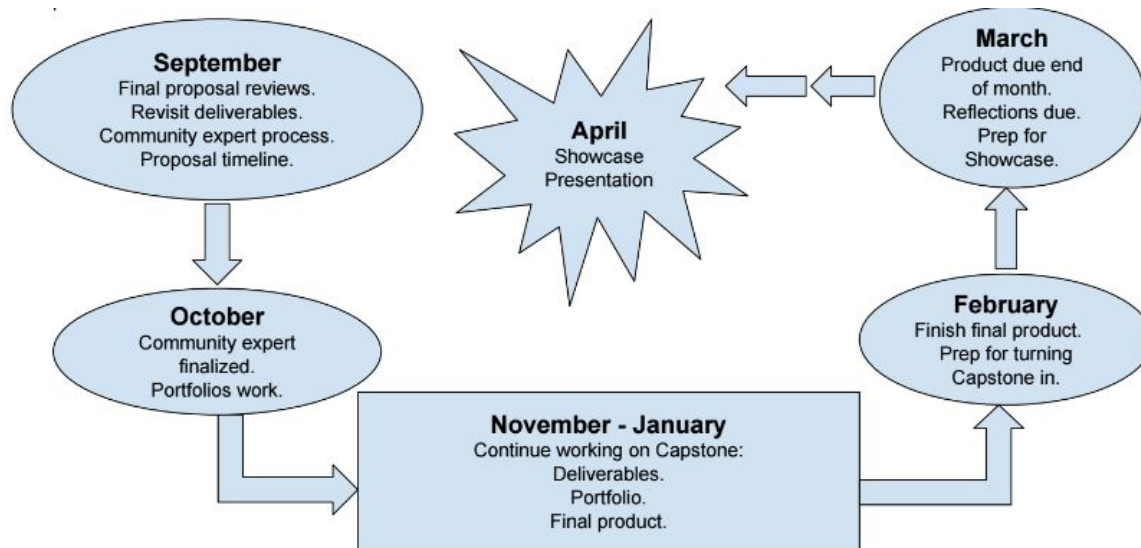 September
Final proposal reviews.
Revisit deliverables.
Community expert process.
Proposal timeline.
October
Community expert
finalized.
Portfolios work.
November - January
Continue working on Capstone:
Deliverables.
Portfolio.
Final product.
February
Finish final product.
Prep for turning
Capstone in.
March
Product due end
of month.
Reflections due.
Prep for
Showcase.
April
Showcase
Presentation